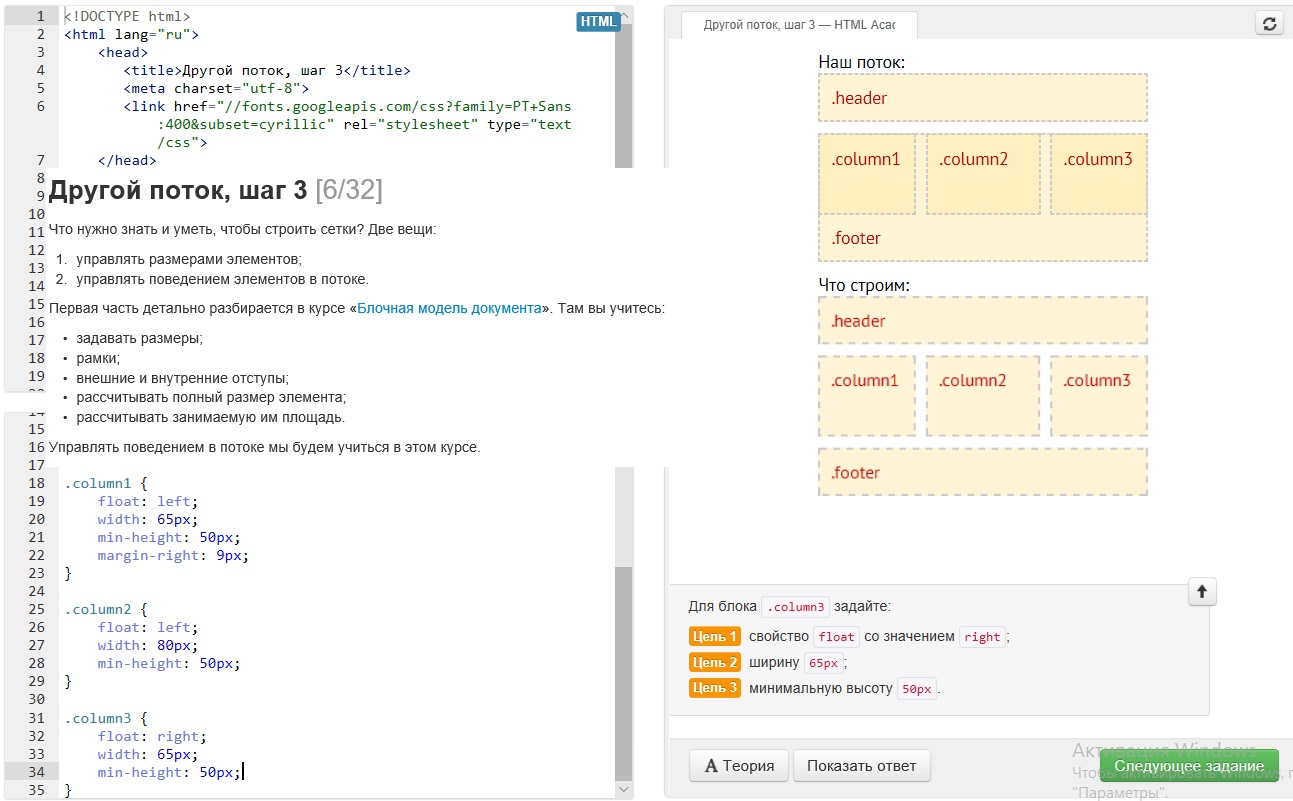 1 <!DOCTYPE html>
HTML
2 <html lang="ru">
3 <head>
4 <title>Другой поток, шаг 3</title>
5 <meta charset="utf-8">
6 <link href="//fonts.googleapis.com/css?family=PT+Sans
:400&subset=cyrillic" rel="stylesheet" type="text
/css">
7 </head>
8
9
10
11
12
13
14
15
16
17
18
19
Другой поток, шаг 3 [6/32]
Что нужно знать и уметь, чтобы строить сетки? Две вещи:
1. управлять размерами элементов;
2. управлять поведением элементов в потоке.
Первая часть детально разбирается в курсе «Блочная модель документа». Там вы учитесь:
• задавать размеры;
• рамки;
• внешние и внутренние отступы;
• рассчитывать полный размер элемента;
• рассчитывать занимаемую им площадь.
Управлять поведением в потоке мы будем учиться в этом курсе.
14
15
16
17
18 .column1 {
19 float: left;
20 width: 65px;
21 min-height: 50px;
22 margin-right: 9px;
23 }
24
25 .column2 {
26 float: left;
27 width: 80px;
28 min-height: 50px;
29 }
30
31 .column3 {
32 float: right;
33 width: 65px;
34 min-height: 50px;
35 }
Другой поток, шаг 3 — HTML Acac
Наш поток:
.header
.column1 .column2 .column3
.footer
Что строим:
.header
.column1 .column2 .column3
.footer
Для блока .column3 задайте:
Цель 1 свойство float со значением right;
Цель 2 ширину 65px;
Цель 3 минимальную высоту 50px.
A Теория Показать ответ Следующее задание
Активация Windows
Чтобы активировать Windows, п
"Параметры".